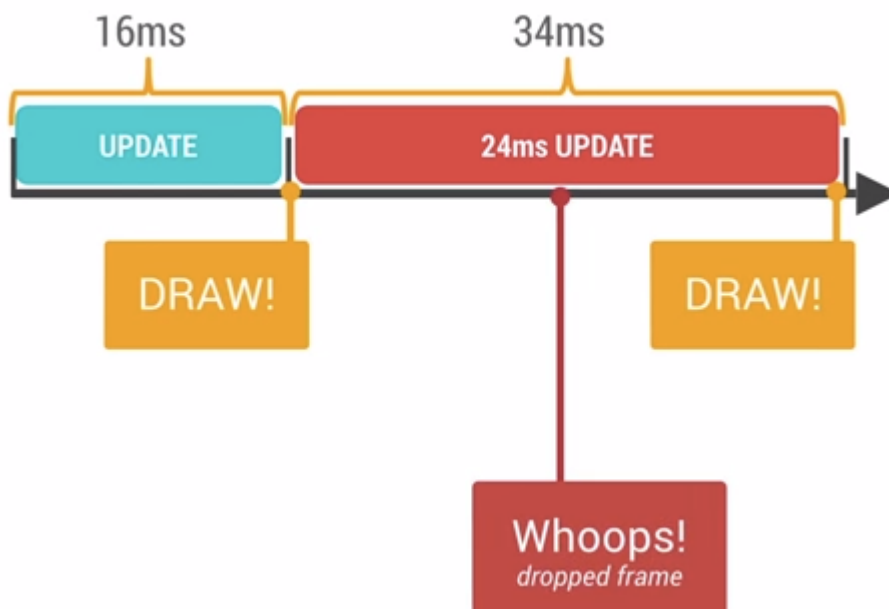 16ms
34ms
UPDATE
24ms UPDATE
DRAW!
DRAW!
Whoops!
dropped frame